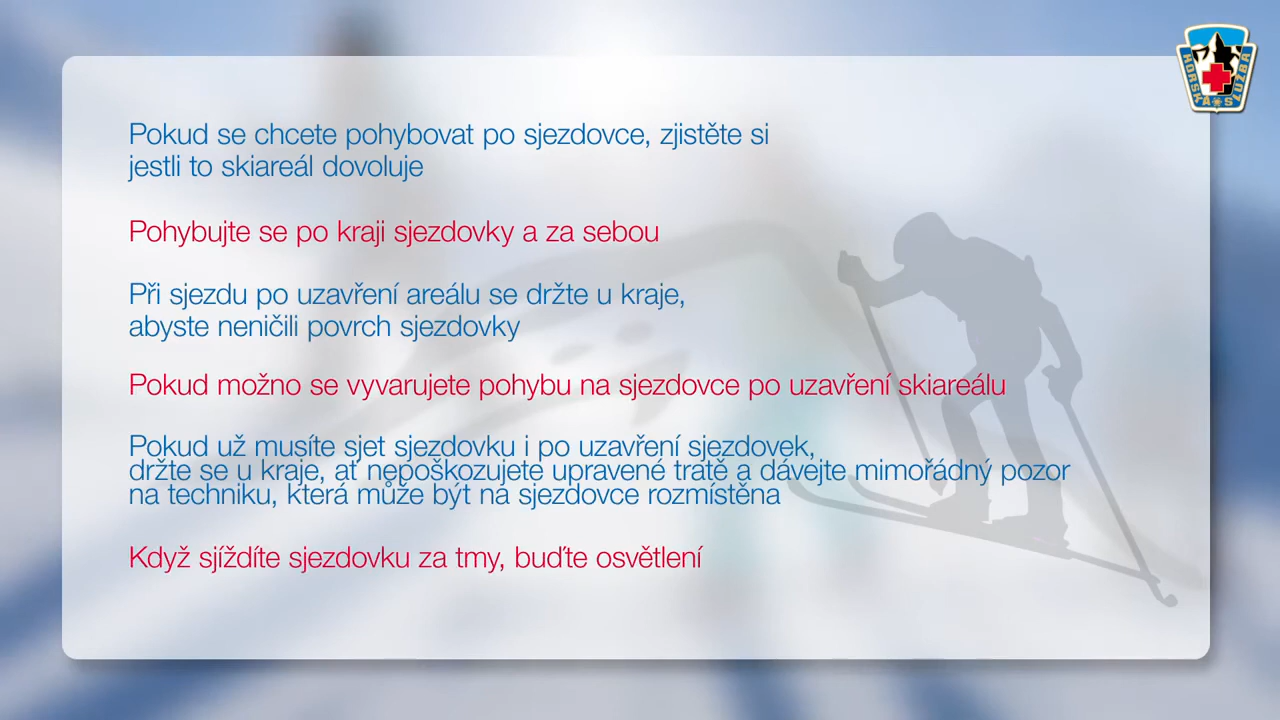 Pokud se chcete pohybovat po sjezdovce, zjistěte si
jestli to skiareál dovoluje
Pohybujte se po kraji sjezdovky a za sebou
Při sjezdu po uzavření areálu se držte u kraje,
abyste neničili povrch sjezdovky
Pokud možno se vyvarujete pohybu na sjezdovce po uzavření skiareálu
Pokud už musíte sjet sjezdovku i po uzavření sjezdovek,
držte se u kraje, ať nepoškozujete upravené tratě a dávejte mimořádný pozor
na techniku, která může být na sjezdovce rozmístěna
Když sjíždíte sjezdovku za tmy, buďte osvětlení
HORSKÁ SLUŽBA